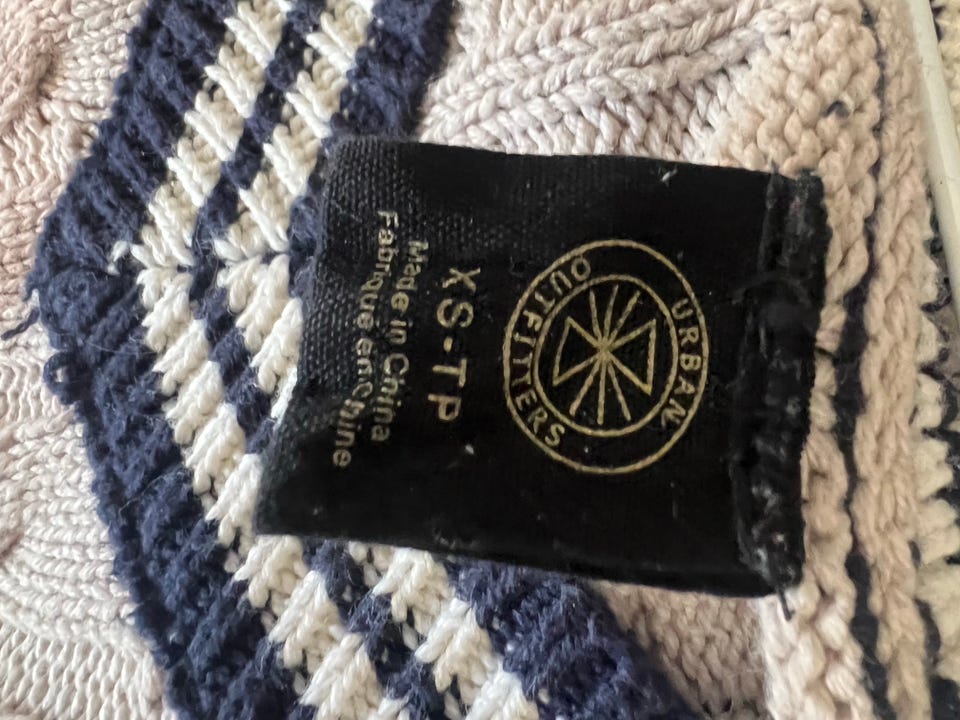 URBAN
OUTFITTERS
XS-TP
Made in China
Fabriqué en Chine